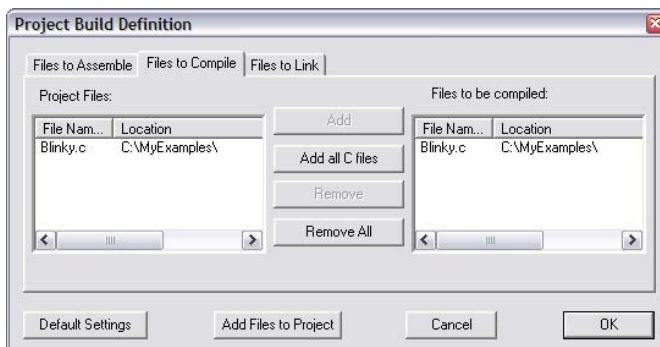 Project Build Definition
Files to Assemble
Files to Compile
Files to Link
Project Files:
File Nam... Location
Blinky.c C:\MyExamples\
Add
Add all C files
Remove
Remove All
Files to be compiled:
File Nam... Location
Blinky.c C:\MyExamples\
Default Settings
Add Files to Project
Cancel
OK